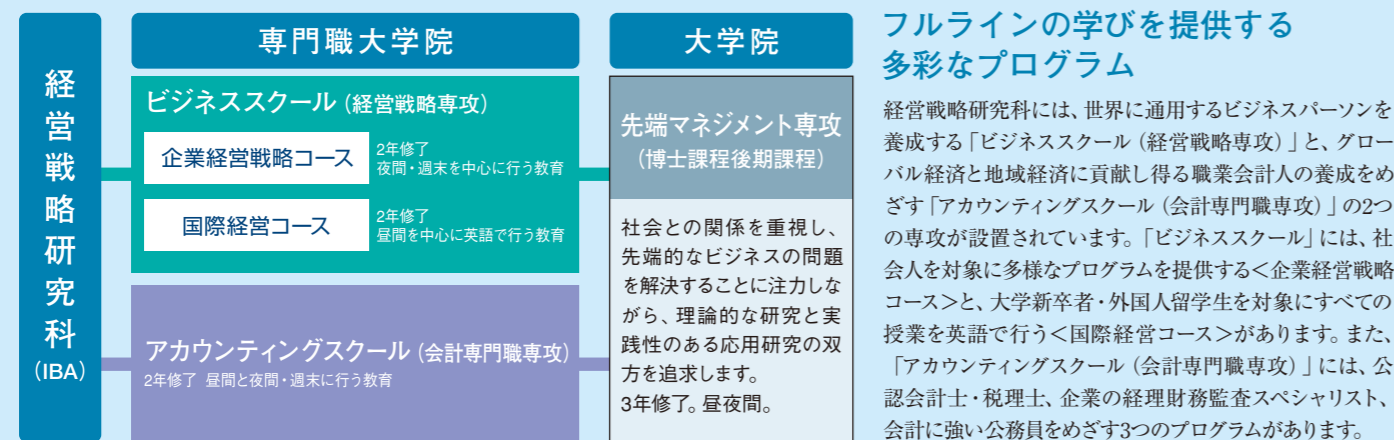 経営戦略研究科
(IBA)
専門職大学院
ビジネススクール(経営戦略専攻)
企業経営戦略コース
2年修了
夜間・週末を中心に行う教育
国際経営コース
2年修了
昼間を中心に英語で行う教育
アカウンティングスクール(会計専門職専攻)
2年修了 昼間と夜間・週末に行う教育
大学院
先端マネジメント専攻
(博士課程後期課程)
社会との関係を重視し、
先端的なビジネスの問題
を解決することに注力しな
がら、理論的な研究と実
践性のある応用研究の双
方を追求します。
3年修了。昼夜間。
フルラインの学びを提供する
多彩なプログラム
経営戦略研究科には、世界に通用するビジネスパーソンを
養成する「ビジネススクール(経営戦略専攻)」と、グロー
バル経済と地域経済に貢献し得る職業会計人の養成をめ
ざす「アカウンティングスクール(会計専門職専攻)」の2つ
の専攻が設置されています。「ビジネススクール」には、社
会人を対象に多様なプログラムを提供する<企業経営戦略
コース>と、大学新卒者・外国人留学生を対象にすべての
授業を英語で行う<国際経営コース>があります。また、
「アカウンティングスクール(会計専門職専攻)」には、公
認会計士・税理士、企業の経理財務監査スペシャリスト、
会計に強い公務員をめざす3つのプログラムがあります。